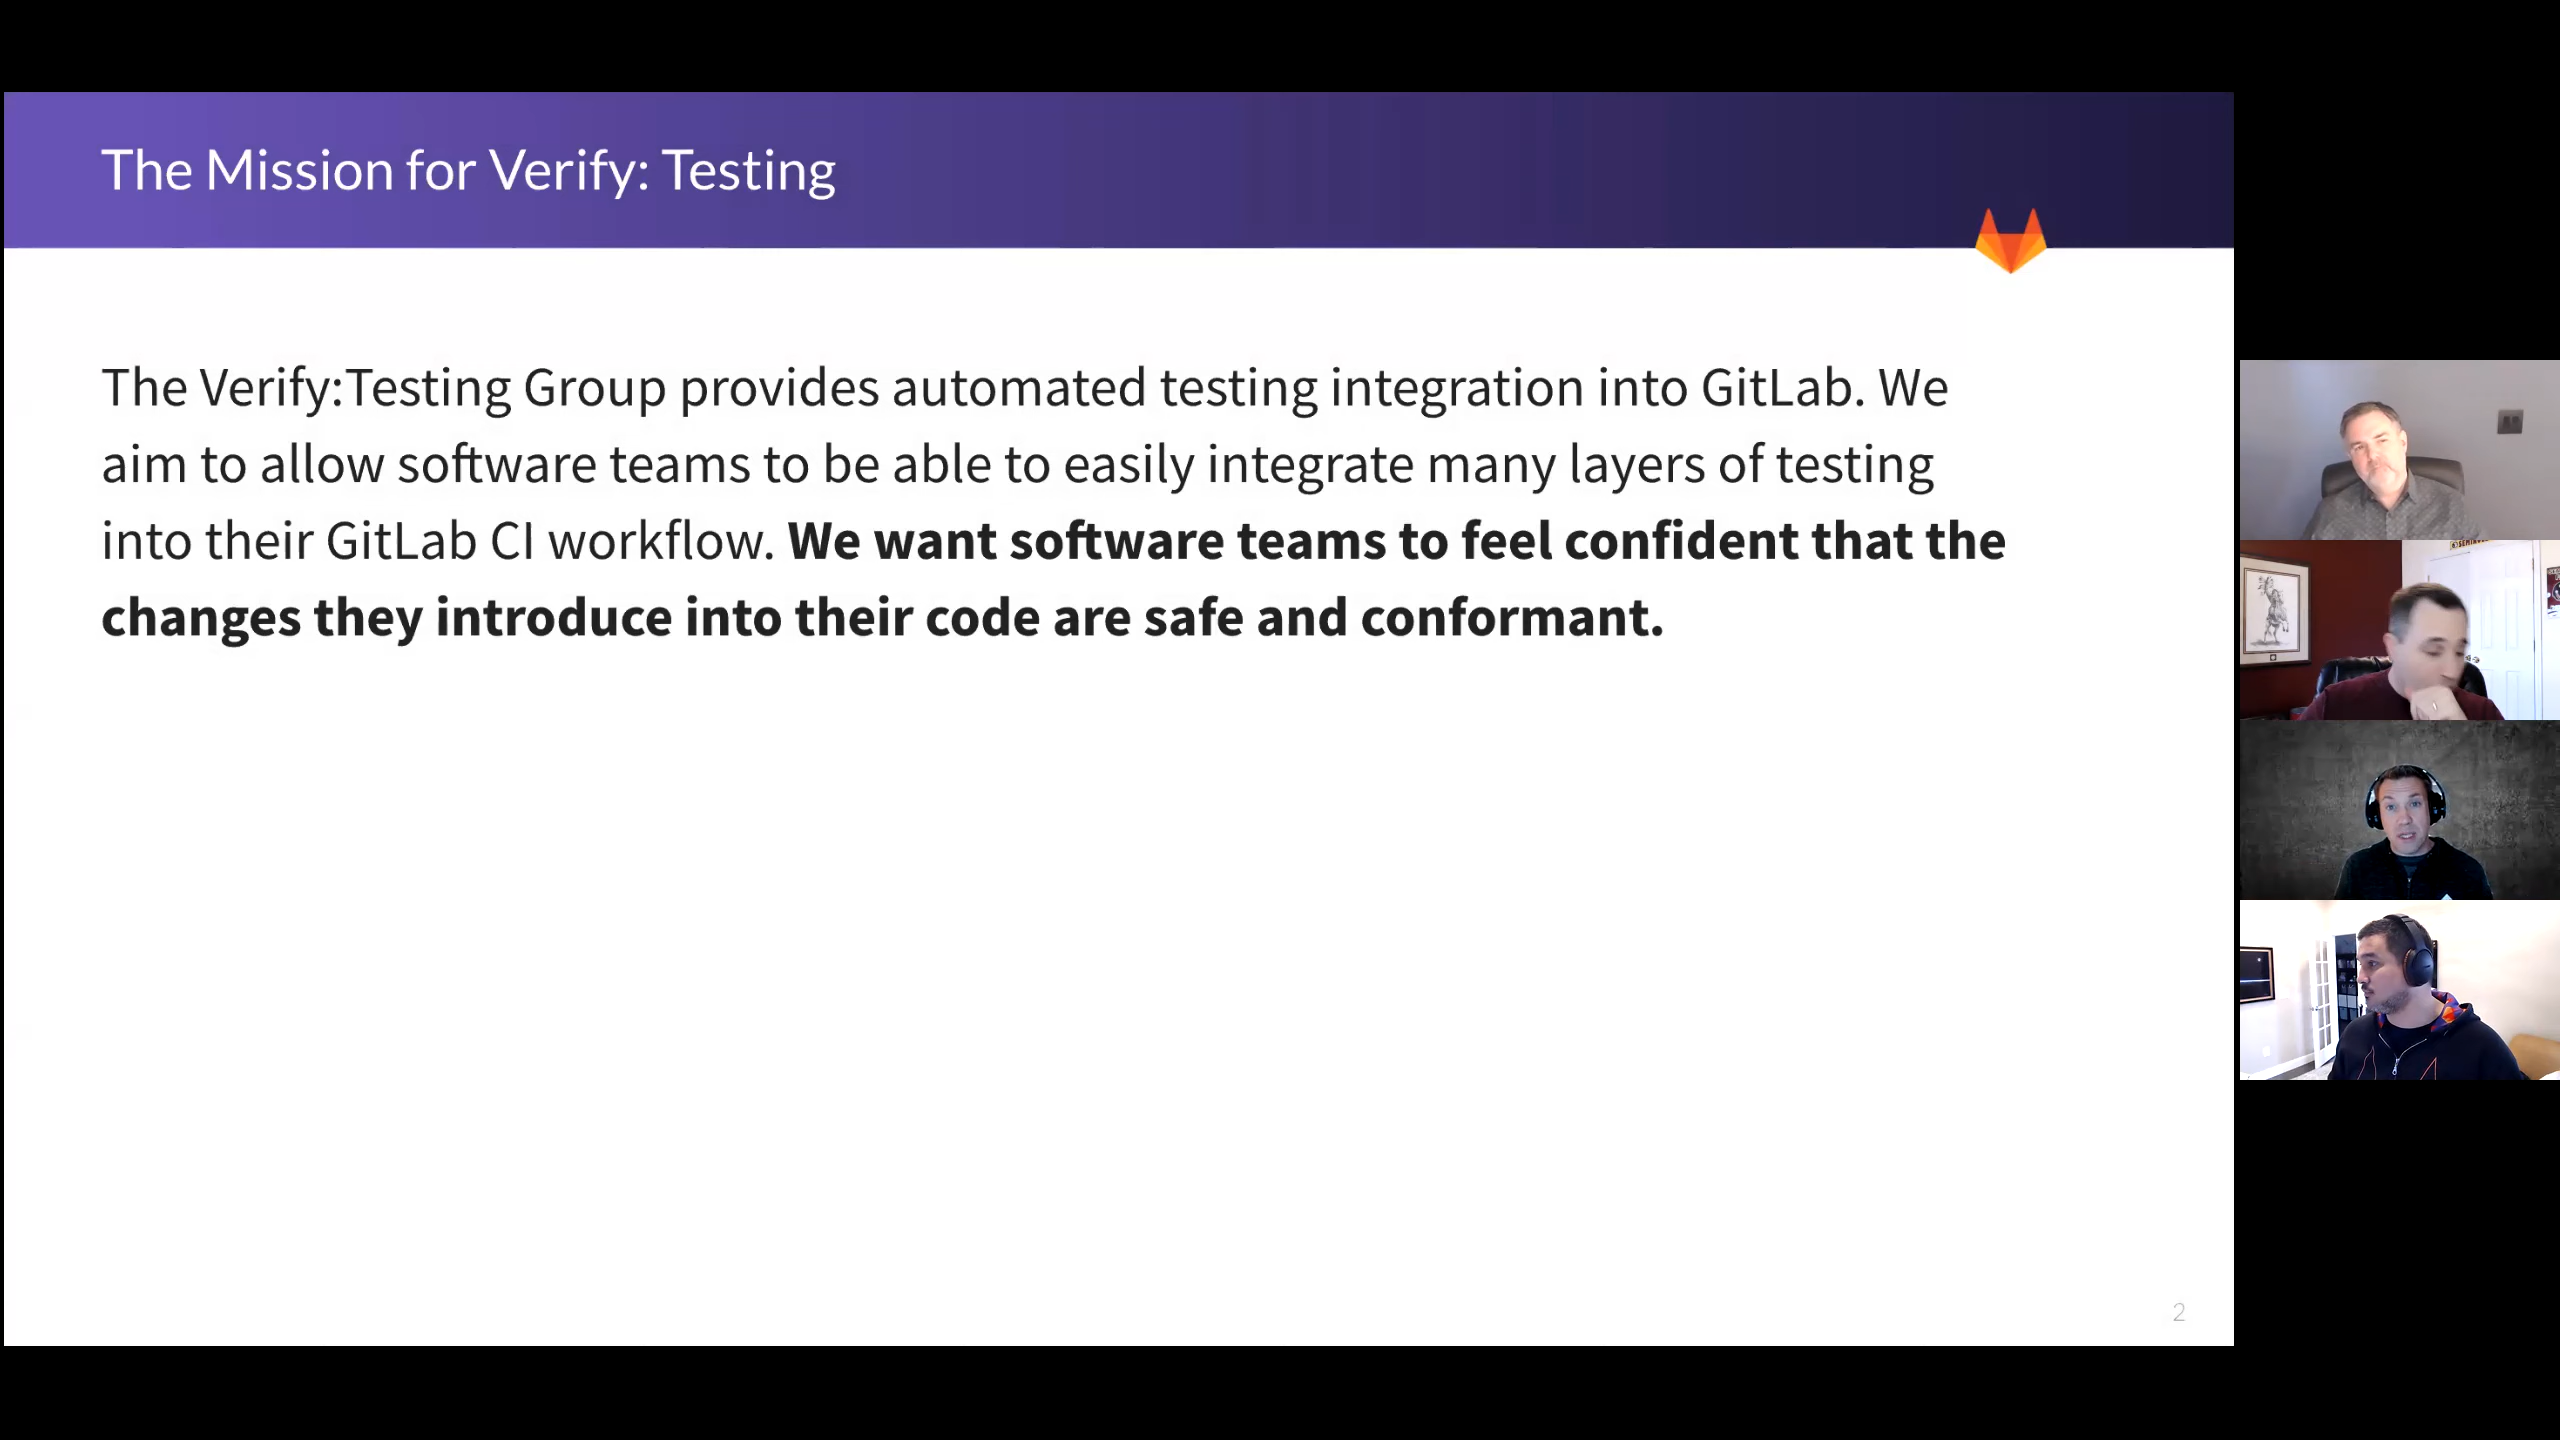 The Mission for Verify: Testing
The Verify:Testing Group provides automated testing integration into GitLab. We
aim to allow software teams to be able to easily integrate many layers of testing
into their GitLab CI workflow. We want software teams to feel confident that the
changes they introduce into their code are safe and conformant.
2